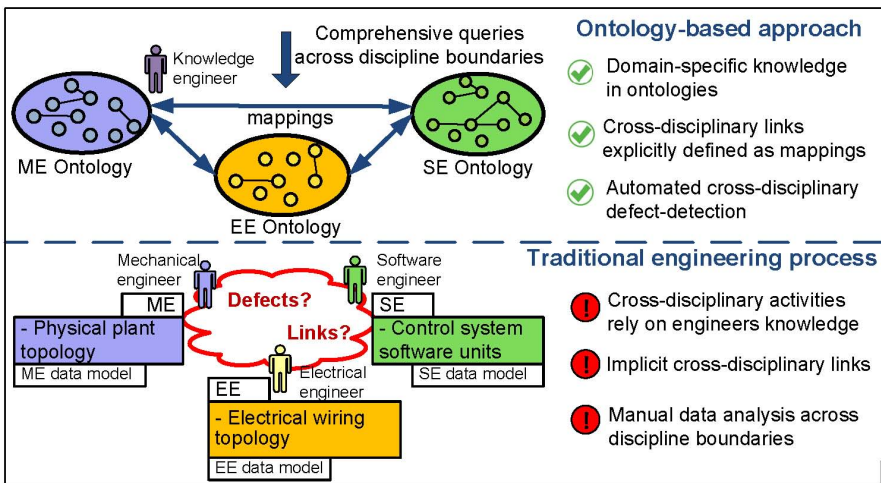 Comprehensive queries
across discipline boundaries
Knowledge
engineer
mappings
ME Ontology
SE Ontology
EE Ontology
Ontology-based approach
Domain-specific knowledge
in ontologies
Cross-disciplinary links
explicitly defined as mappings
Automated cross-disciplinary
defect-detection
Mechanical
engineer
Software
engineer
ME
Defects?
SE
- Physical plant
topology
Links?
- Control system
software units
ME data model
SE data model
EE
Electrical
engineer
- Electrical wiring
topology
EE data model
Traditional engineering process
! Cross-disciplinary activities
rely on engineers knowledge
! Implicit cross-disciplinary links
! Manual data analysis across
discipline boundaries